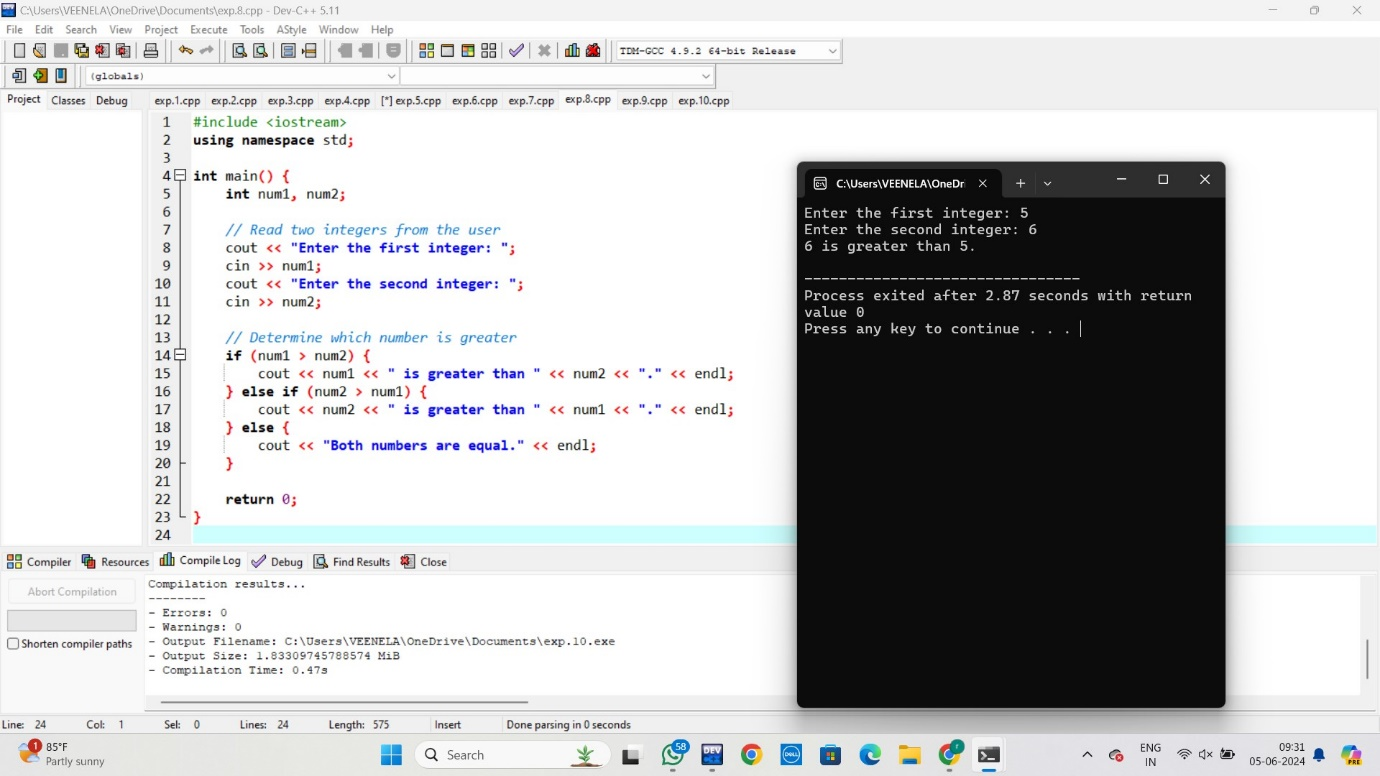 C:\Users\VEENELA\OneDrive\Documents\exp.8.cpp - Dev-C++ 5.11
File Edit Search View Project Execute Tools AStyle Window Help
TDM-GCC 4.9.2 64-bit Release
(globals)
Project Classes Debug
exp.1.cpp exp.2.cpp exp.3.cpp exp.4.cpp [*] exp.5.cpp exp.6.cpp exp.7.cpp exp.8.cpp exp.9.cpp exp.10.cpp
1 #include <iostream>
2 using namespace std;
3
4 int main() {
5 int num1, num2;
6
7 // Read two integers from the user
8 cout << "Enter the first integer: ";
9 cin >> num1;
10 cout << "Enter the second integer: ";
11 cin >> num2;
12
13 // Determine which number is greater
14 if (num1 > num2) {
15 cout << num1 << " is greater than " << num2 << "." << endl;
16 } else if (num2 > num1) {
17 cout << num2 << " is greater than " << num1 << "." << endl;
18 } else {
19 cout << "Both numbers are equal." << endl;
20 }
21
22 return 0;
23 }
24
C:\Users\VEENELA\OneDri
Enter the first integer: 5
Enter the second integer: 6
6 is greater than 5.
--------------------------------
Process exited after 2.87 seconds with return
value 0
Press any key to continue . . .
Compiler Resources Compile Log Debug Find Results Close
Abort Compilation
Shorten compiler paths
Compilation results...
--------
- Errors: 0
- Warnings: 0
- Output Filename: C:\Users\VEENELA\OneDrive\Documents\exp.10.exe
- Output Size: 1.83309745788574 MiB
- Compilation Time: 0.47s
Line: 24 Col: 1 Sel: 0 Lines: 24 Length: 575 Insert Done parsing in 0 seconds
1
85°F
Partly sunny
Search
58
DEV
DELL
ENG
IN
09:31
05-06-2024
PRE